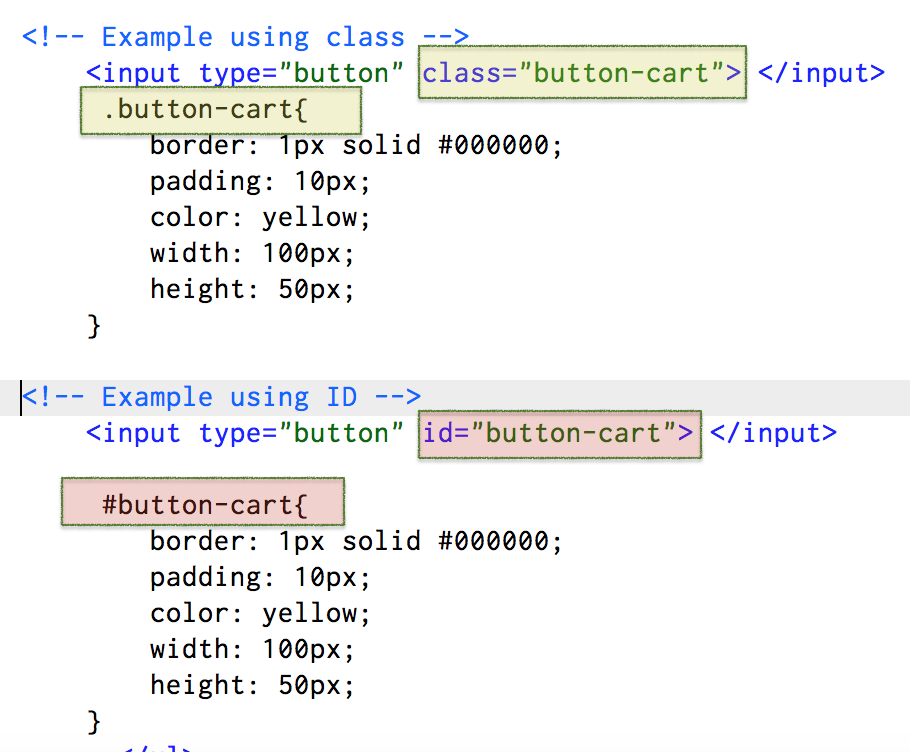 <!-- Example using class -->
<input type="button" class="button-cart"> </input>
.button-cart{
border: 1px solid #000000;
padding: 10px;
color: yellow;
width: 100px;
height: 50px;
}
<!-- Example using ID -->
<input type="button" id="button-cart"> </input>
#button-cart{
border: 1px solid #000000;
padding: 10px;
color: yellow;
width: 100px;
height: 50px;
}